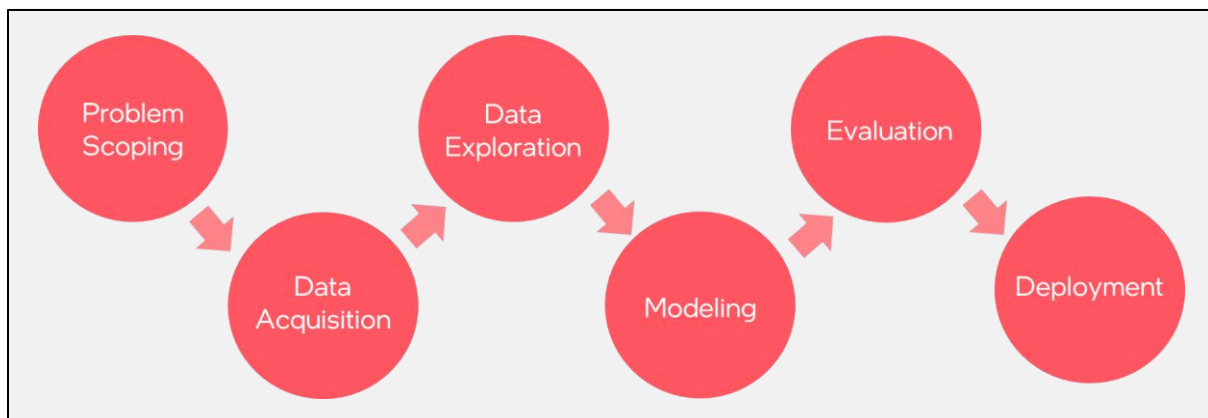 Problem
Scoping
Data
Acquisition
Data
Exploration
Modeling
Evaluation
Deployment